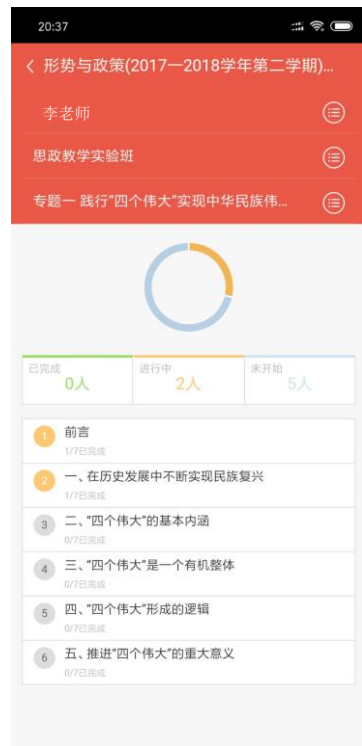 20:37
形势与政策(2017一2018学年第二学期)...
李老师
思政教学实验班
专题一 践行"四个伟大"实现中华民族伟...
已完成 进行中 未开始
0人 2人 5人
1 前言
1/7已完成
2 一、在历史发展中不断实现民族复兴
1/7已完成
3 二、"四个伟大"的基本内涵
0/7已完成
4 三、"四个伟大"是一个有机整体
0/7已完成
5 四、"四个伟大"形成的逻辑
0/7已完成
6 五、推进"四个伟大"的重大意义
0/7已完成